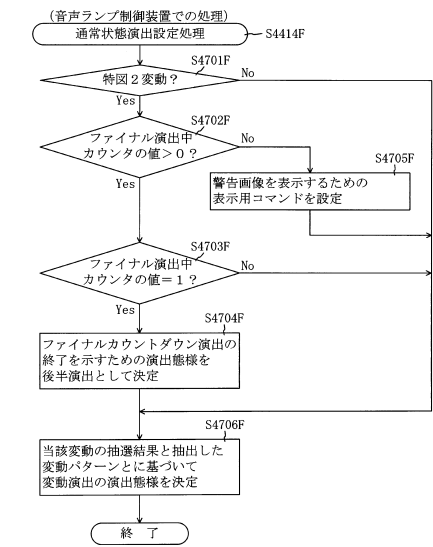 (音声ランプ制御装置での処理)
通常状態演出設定処理
S4414F
S4701F
特図2変動?
No
Yes
S4702F
ファイナル演出中
カウンタの値>0?
No
Yes
S4705F
警告画像を表示するための
表示用コマンドを設定
S4703F
ファイナル演出中
カウンタの値=1?
No
Yes
S4704F
ファイナルカウントダウン演出の
終了を示すための演出態様を
後半演出として決定
S4706F
当該変動の抽選結果と抽出した
変動パターンとに基づいて
変動演出の演出態様を決定
終 了